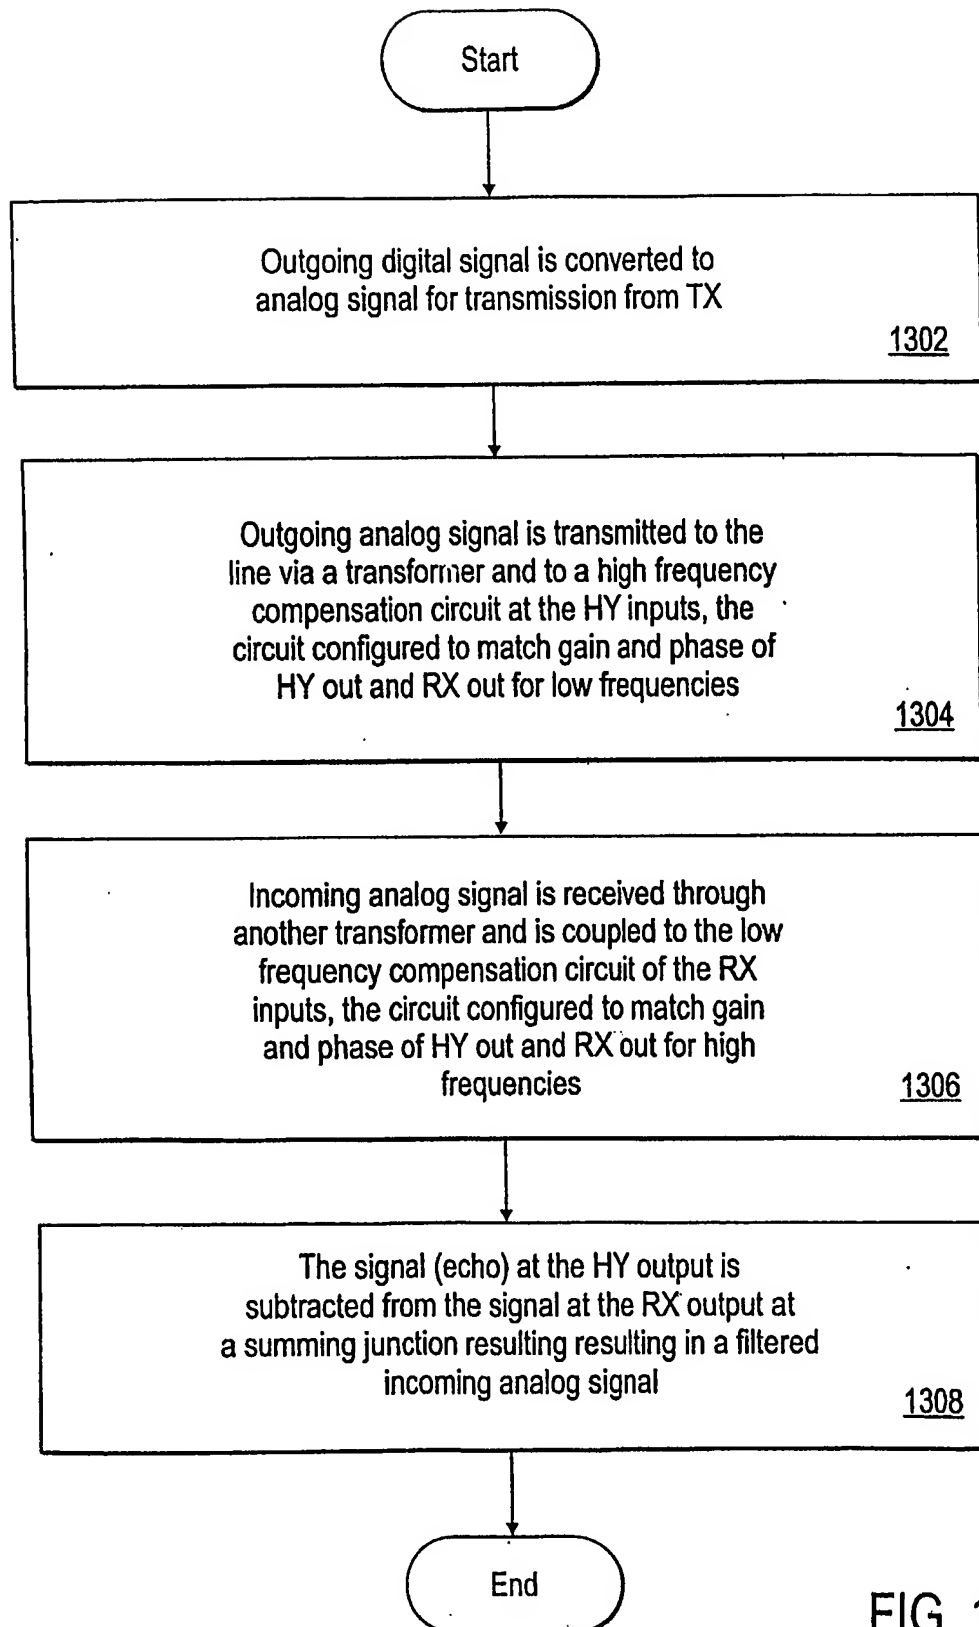 Start
Outgoing digital signal is converted to
analog signal for transmission from TX
1302
Outgoing analog signal is transmitted to the
line via a transformer and to a high frequency
compensation circuit at the HY inputs, the
circuit configured to match gain and phase of
HY out and RX out for low frequencies
1304
Incoming analog signal is received through
another transformer and is coupled to the low
frequency compensation circuit of the RX
inputs, the circuit configured to match gain
and phase of HY out and RX out for high
frequencies
1306
The signal (echo) at the HY output is
subtracted from the signal at the RX output at
a summing junction resulting resulting in a filtered
incoming analog signal
1308
End
FIG